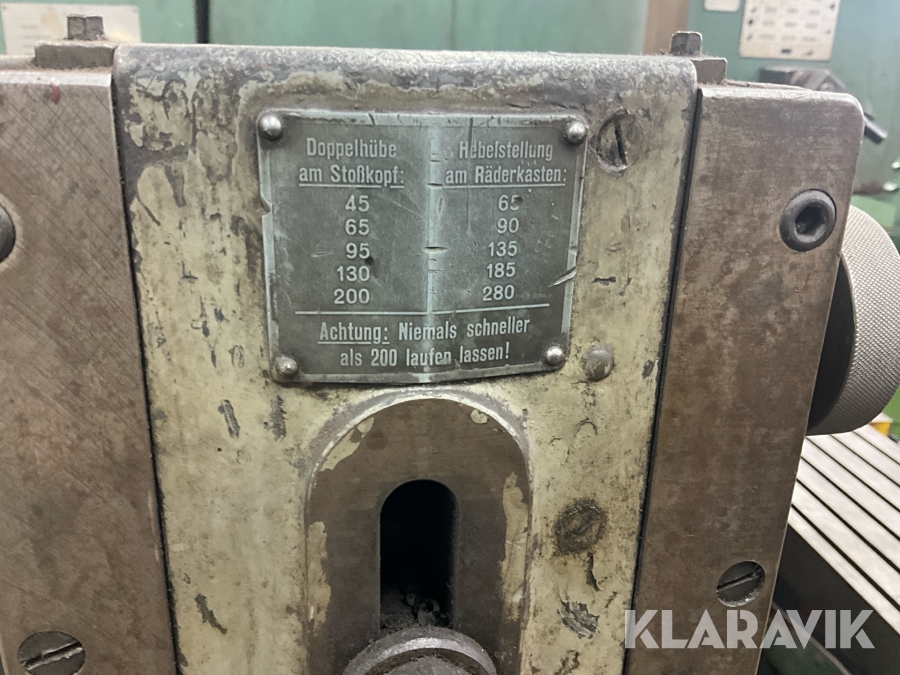 Doppelhübe
am Stoßkopf:
45
65
95
130
200
Hebelstellung
am Räderkasten:
65
90
135
185
280
Achtung: Niemals schneller
als 200 laufen lassen!
KLARAVIK